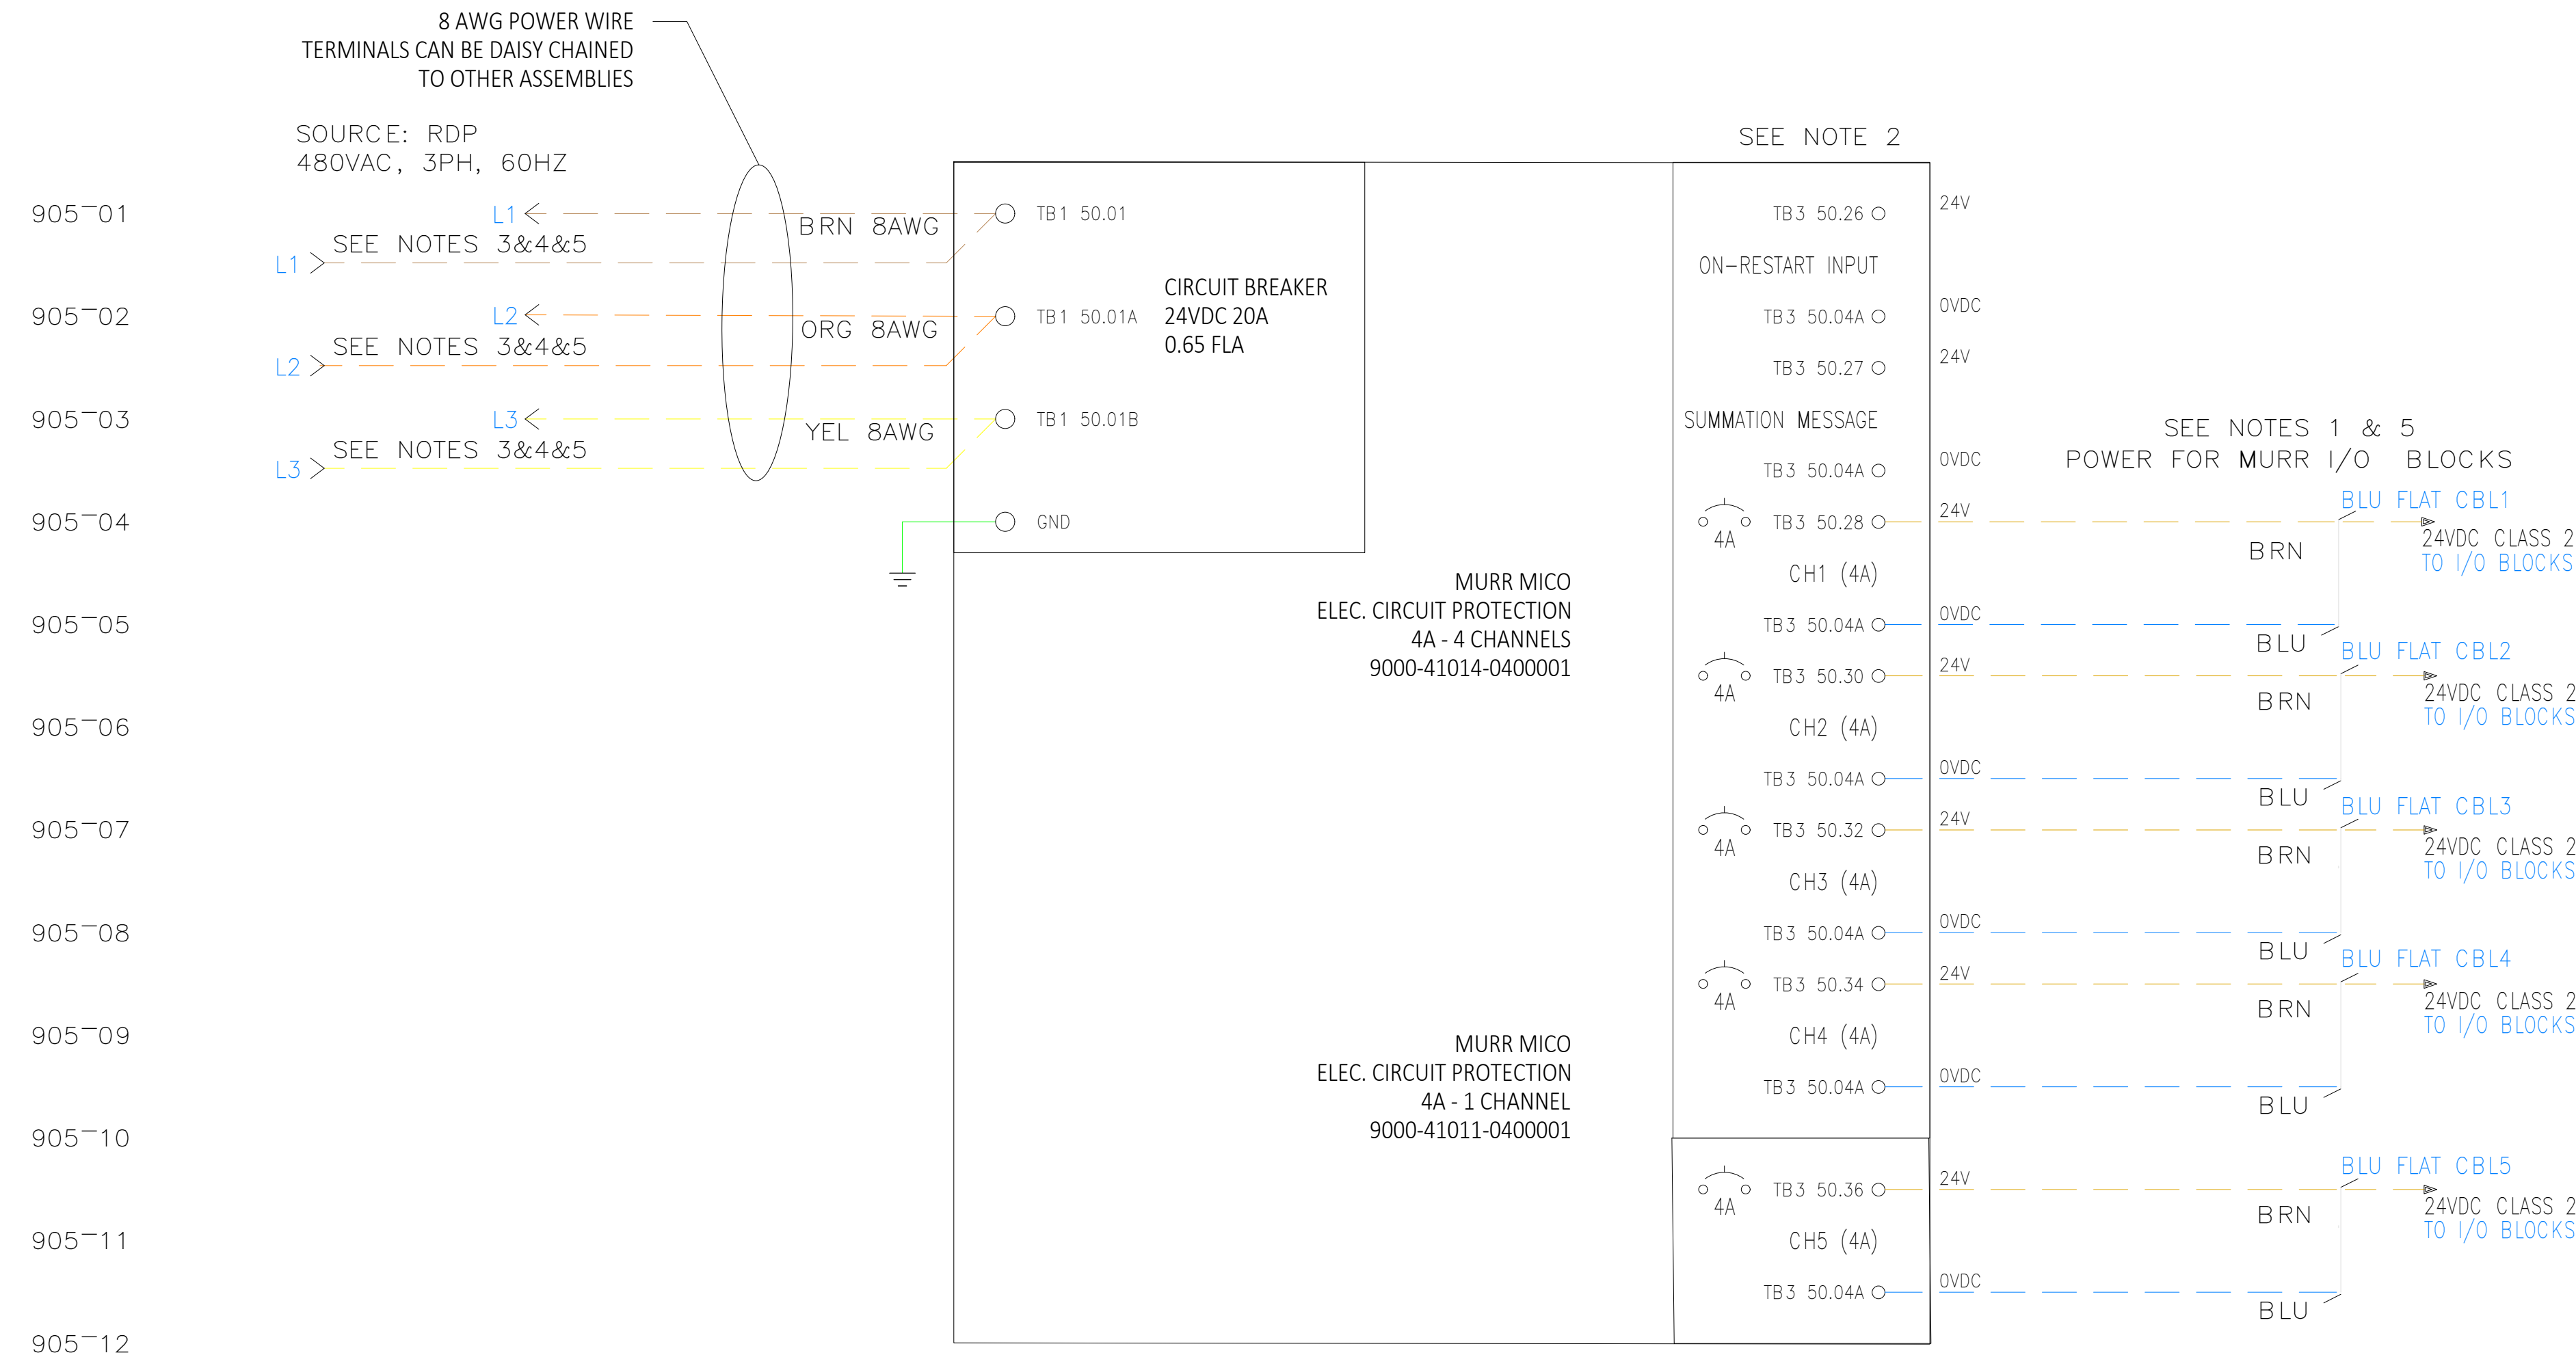 8 AWG POWER WIRE
TERMINALS CAN BE DAISY CHAINED
TO OTHER ASSEMBLIES
SOURCE: RDP
480VAC, 3PH, 60HZ
905-01
905-02
905-03
905-04
905-05
905-06
905-07
905-08
905-09
905-10
905-11
905-12
L1
SEE NOTES 3&4&5
L1
BRN 8AWG
L2
SEE NOTES 3&4&5
L2
ORG 8AWG
L3
SEE NOTES 3&4&5
L3
YEL 8AWG
TB1 50.01
TB1 50.01A
TB1 50.01B
GND
CIRCUIT BREAKER
24VDC 20A
0.65 FLA
MURR MICO
ELEC. CIRCUIT PROTECTION
4A - 4 CHANNELS
9000-41014-0400001
MURR MICO
ELEC. CIRCUIT PROTECTION
4A - 1 CHANNEL
9000-41011-0400001
SEE NOTE 2
TB3 50.26
24V
ON-RESTART INPUT
TB3 50.04A
0VDC
TB3 50.27
24V
SUMMATION MESSAGE
TB3 50.04A
0VDC
SEE NOTES 1 & 5
POWER FOR MURR I/O BLOCKS
4A
TB3 50.28
24V
BLU FLAT CBL1
24VDC CLASS 2
TO I/O BLOCKS
BRN
CH1 (4A)
TB3 50.04A
0VDC
BLU
4A
TB3 50.30
24V
BLU FLAT CBL2
24VDC CLASS 2
TO I/O BLOCKS
BRN
CH2 (4A)
TB3 50.04A
0VDC
BLU
4A
TB3 50.32
24V
BLU FLAT CBL3
24VDC CLASS 2
TO I/O BLOCKS
BRN
CH3 (4A)
TB3 50.04A
0VDC
BLU
4A
TB3 50.34
24V
BLU FLAT CBL4
24VDC CLASS 2
TO I/O BLOCKS
BRN
CH4 (4A)
TB3 50.04A
0VDC
BLU
4A
TB3 50.36
24V
BLU FLAT CBL5
24VDC CLASS 2
TO I/O BLOCKS
BRN
CH5 (4A)
TB3 50.04A
0VDC
BLU